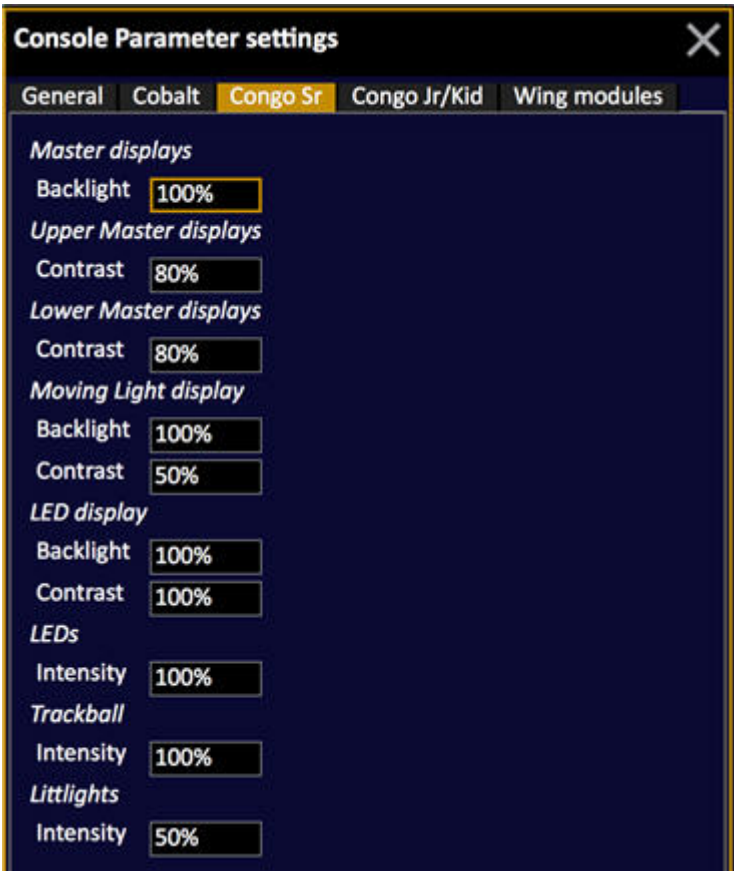 Console Parameter settings
General Cobalt Congo Sr Congo Jr/Kid Wing modules
Master displays
Backlight 100%
Upper Master displays
Contrast 80%
Lower Master displays
Contrast 80%
Moving Light display
Backlight 100%
Contrast 50%
LED display
Backlight 100%
Contrast 100%
LEDs
Intensity 100%
Trackball
Intensity 100%
Littlights
Intensity 50%